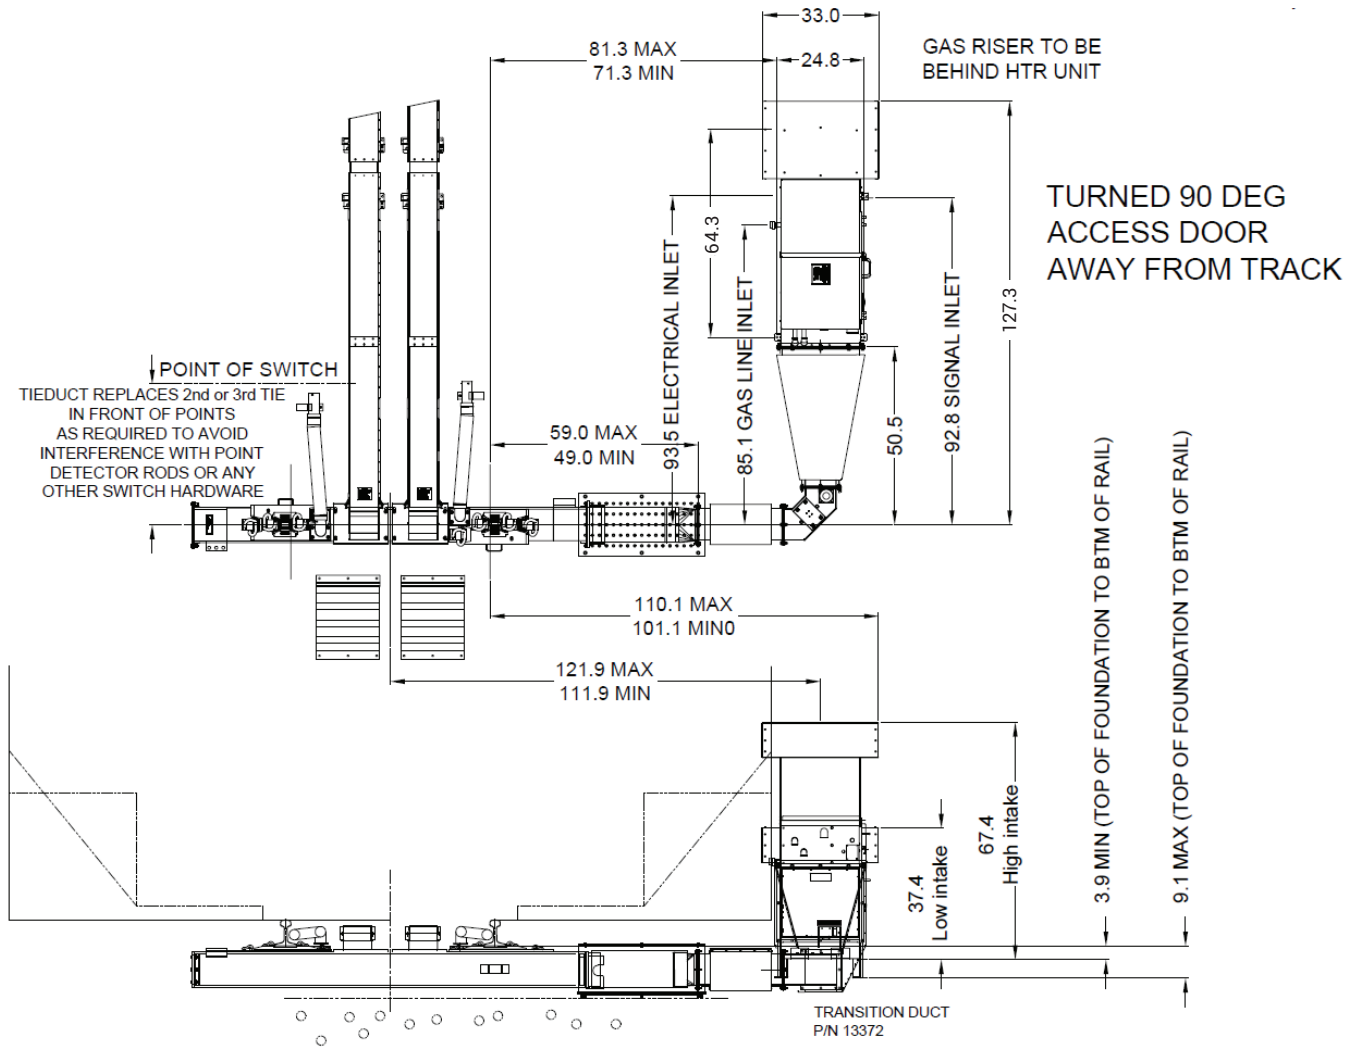 33.0
81.3 MAX
71.3 MIN
24.8
GAS RISER TO BE
BEHIND HTR UNIT
TURNED 90 DEG
ACCESS DOOR
AWAY FROM TRACK
64.3
93.5 ELECTRICAL INLET
85.1 GAS LINE INLET
92.8 SIGNAL INLET
127.3
50.5
POINT OF SWITCH
TIEDUCT REPLACES 2nd or 3rd TIE
IN FRONT OF POINTS
AS REQUIRED TO AVOID
INTERFERENCE WITH POINT
DETECTOR RODS OR ANY
OTHER SWITCH HARDWARE
59.0 MAX
49.0 MIN
110.1 MAX
101.1 MIN0
121.9 MAX
111.9 MIN
37.4
Low intake
67.4
High intake
3.9 MIN (TOP OF FOUNDATION TO BTM OF RAIL)
9.1 MAX (TOP OF FOUNDATION TO BTM OF RAIL)
TRANSITION DUCT
P/N 13372